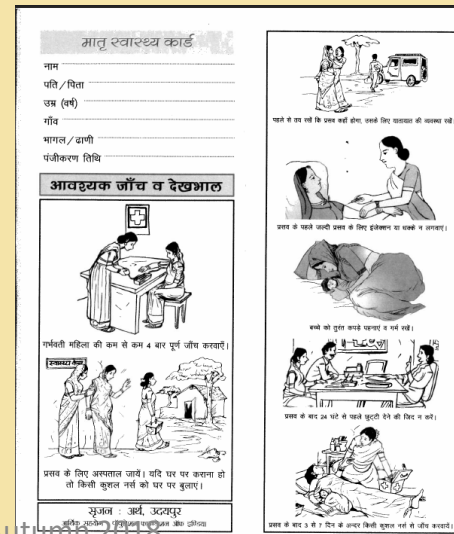 मातृ स्वास्थ्य कार्ड
नाम
पति/पिता
उम्र (वर्ष)
गाँव
भागल/ढाणी
पंजीकरण तिथि
आवश्यक जाँच व देखभाल
गर्भवती महिला की कम से कम 4 बार पूर्ण जाँच करवाएँ।
प्रसव के लिए अस्पताल जायें। यदि घर पर कराना हो
तो किसी कुशल नर्स को घर पर बुलाएं।
सृजन : अर्थ, उदयपुर
पहले से तय रखें कि प्रसव कहाँ होगा, उसके लिए यातायात की व्यवस्था रखें
प्रसव के पहले जल्दी प्रसव के लिए इंजेक्शन या धक्के न लगवाएं।
बच्चे को तुरंत कपड़े पहनाएं व गर्म रखें।
प्रसव के बाद 24 घंटे से पहले छुट्टी देने की जिद न करें।
प्रसव के बाद 3 से 7 दिन के अन्दर किसी कुशल नर्स से जाँच करवायें।